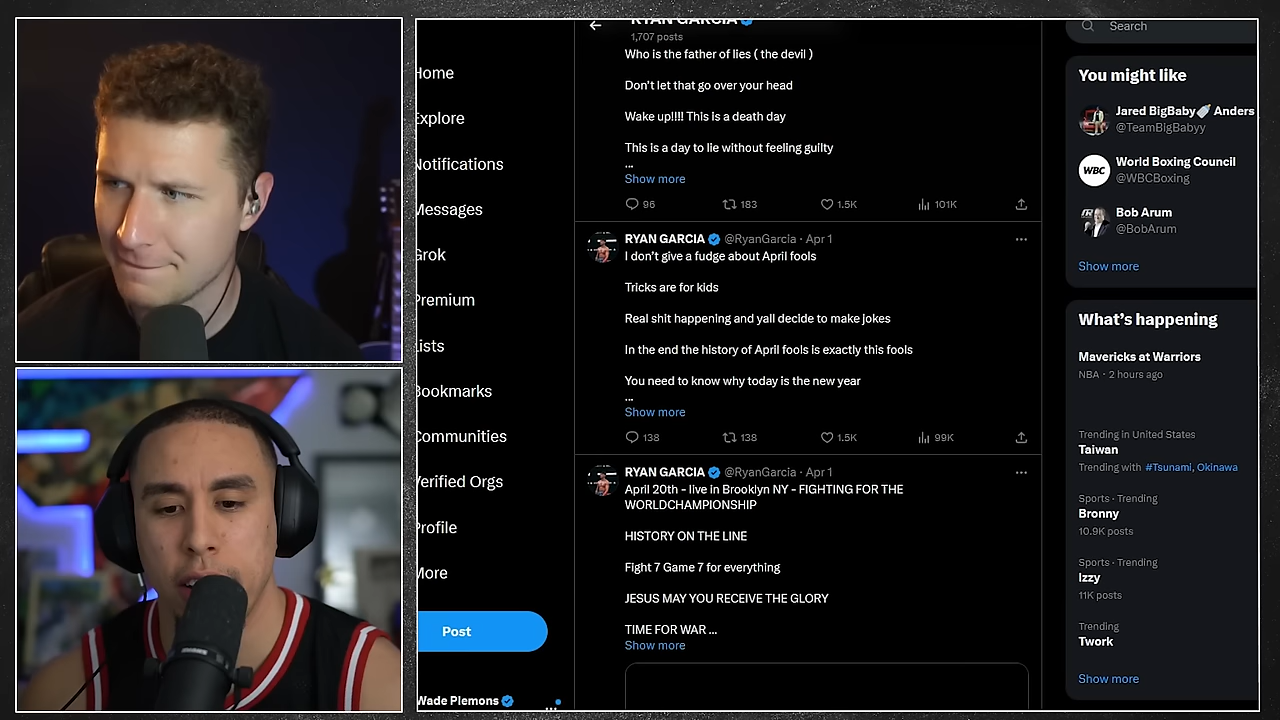 Home
Explore
Notifications
Messages
Grok
Premium
Lists
Bookmarks
Communities
Verified Orgs
Profile
More
Post
Wade Plemons
RYAN GARCIA
1,707 posts
Who is the father of lies ( the devil )
Don't let that go over your head
Wake up!!!! This is a death day
This is a day to lie without feeling guilty
...
Show more
96 183 1.5K 101K
RYAN GARCIA @RyanGarcia · Apr 1
I don't give a fudge about April fools
Tricks are for kids
Real shit happening and yall decide to make jokes
In the end the history of April fools is exactly this fools
You need to know why today is the new year
...
Show more
138 138 1.5K 99K
RYAN GARCIA @RyanGarcia · Apr 1
April 20th - live in Brooklyn NY - FIGHTING FOR THE
WORLDCHAMPIONSHIP
HISTORY ON THE LINE
Fight 7 Game 7 for everything
JESUS MAY YOU RECEIVE THE GLORY
TIME FOR WAR ...
Show more
Search
You might like
Jared BigBaby🍼 Anders
@TeamBigBabyy
WBC
World Boxing Council
@WBCBoxing
Bob Arum
@BobArum
Show more
What's happening
Mavericks at Warriors
NBA · 2 hours ago
Trending in United States
Taiwan
Trending with #Tsunami, Okinawa
Sports · Trending
Bronny
10.9K posts
Sports · Trending
Izzy
11K posts
Trending
Twork
Show more